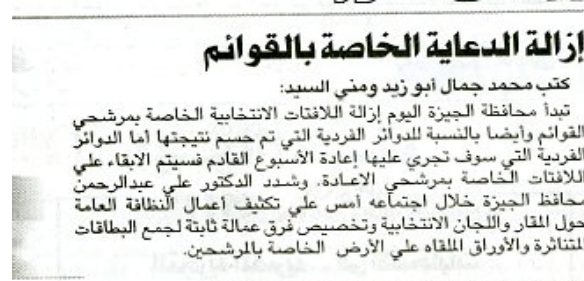 إزالة الدعاية الخاصة بالقوائم
كتب محمد جمال أبو زيد ومني السيد:
تبدأ محافظة الجيزة اليوم إزالة اللافتات الانتخابية الخاصة بمرشحي
القوائم وأيضا بالنسبة للدوائر الفردية التي تم حسم نتيجتها أما الدوائر
الفردية التي سوف تجري عليها إعادة الأسبوع القادم فسيتم الابقاء علي
اللافتات الخاصة بمرشحي الاعادة. وشدد الدكتور علي عبدالرحمن
محافظ الجيزة خلال اجتماعه أمس علي تكثيف أعمال النظافة العامة
حول المقار واللجان الانتخابية وتخصيص فرق عمالة ثابتة لجمع البطاقات
المتناثرة والأوراق الملقاه علي الأرض الخاصة بالمرشحين.